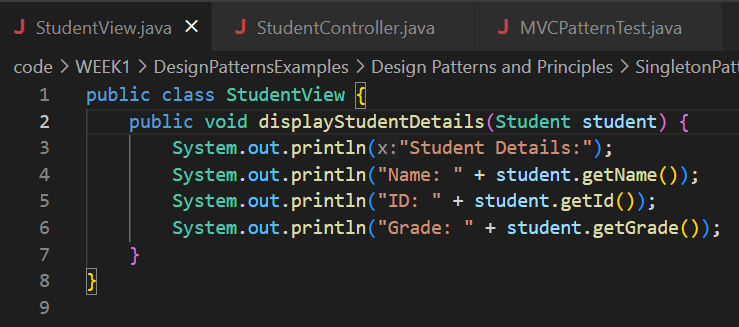 J StudentView.java × J StudentController.java J MVCPatternTest.java
code > WEEK1 > DesignPatternsExamples > Design Patterns and Principles > SingletonPat
1 public class StudentView {
2     public void displayStudentDetails(Student student) {
3         System.out.println(x:"Student Details:");
4         System.out.println("Name: " + student.getName());
5         System.out.println("ID: " + student.getId());
6         System.out.println("Grade: " + student.getGrade());
7     }
8 }
9